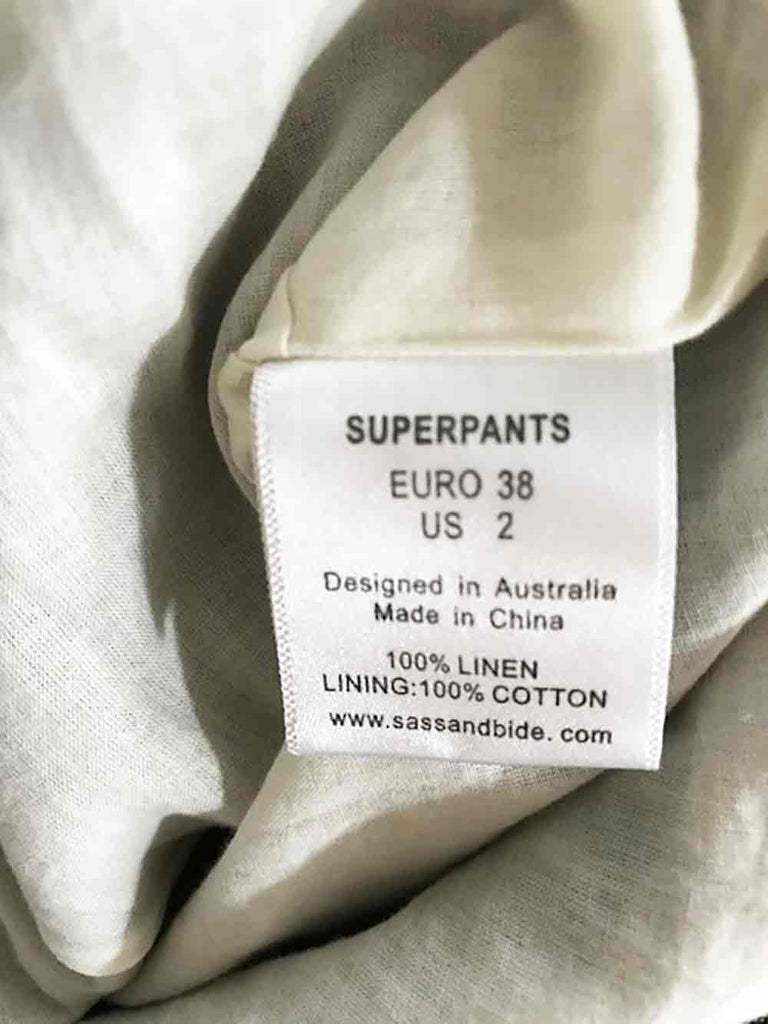 SUPERPANTS
EURO 38
US 2
Designed in Australia
Made in China
100% LINEN
LINING:100% COTTON
www.sassandbide. com